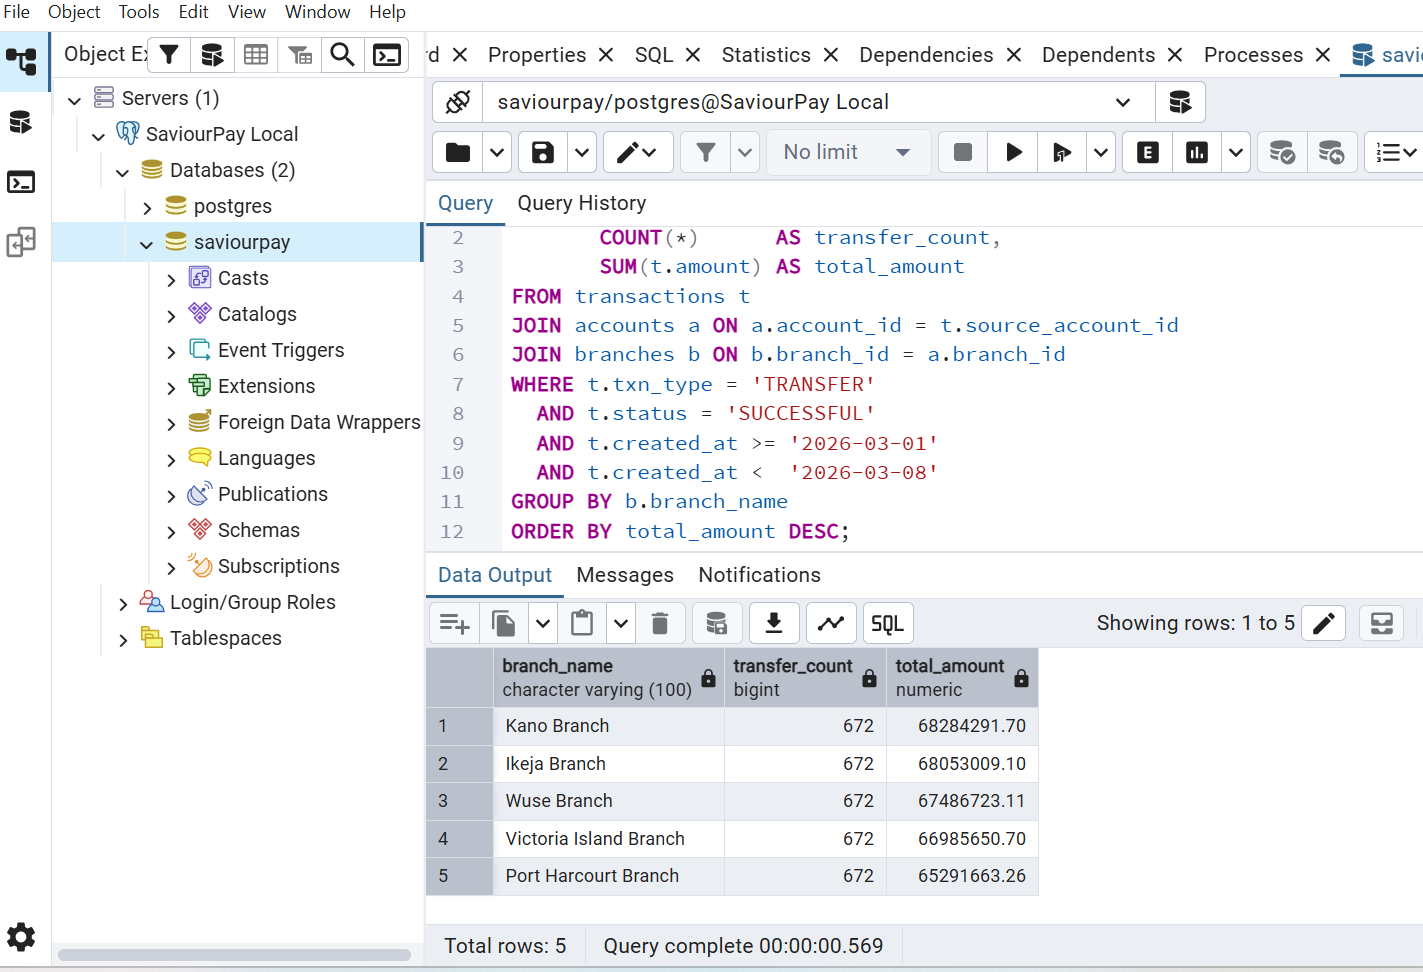 File Object Tools Edit View Window Help
Object Ex
d Properties SQL Statistics Dependencies Dependents Processes savi
Servers (1)
SaviourPay Local
Databases (2)
postgres
saviourpay
Casts
Catalogs
Event Triggers
Extensions
Foreign Data Wrappers
Languages
Publications
Schemas
Subscriptions
Login/Group Roles
Tablespaces
saviourpay/postgres@SaviourPay Local
No limit
E
Query Query History
2 COUNT(*) AS transfer_count,
3 SUM(t.amount) AS total_amount
4 FROM transactions t
5 JOIN accounts a ON a.account_id = t.source_account_id
6 JOIN branches b ON b.branch_id = a.branch_id
7 WHERE t.txn_type = 'TRANSFER'
8 AND t.status = 'SUCCESSFUL'
9 AND t.created_at >= '2026-03-01'
10 AND t.created_at < '2026-03-08'
11 GROUP BY b.branch_name
12 ORDER BY total_amount DESC;
Data Output Messages Notifications
SQL Showing rows: 1 to 5
branch_name transfer_count total_amount
character varying (100) bigint numeric
1 Kano Branch 672 68284291.70
2 Ikeja Branch 672 68053009.10
3 Wuse Branch 672 67486723.11
4 Victoria Island Branch 672 66985650.70
5 Port Harcourt Branch 672 65291663.26
Total rows: 5 Query complete 00:00:00.569